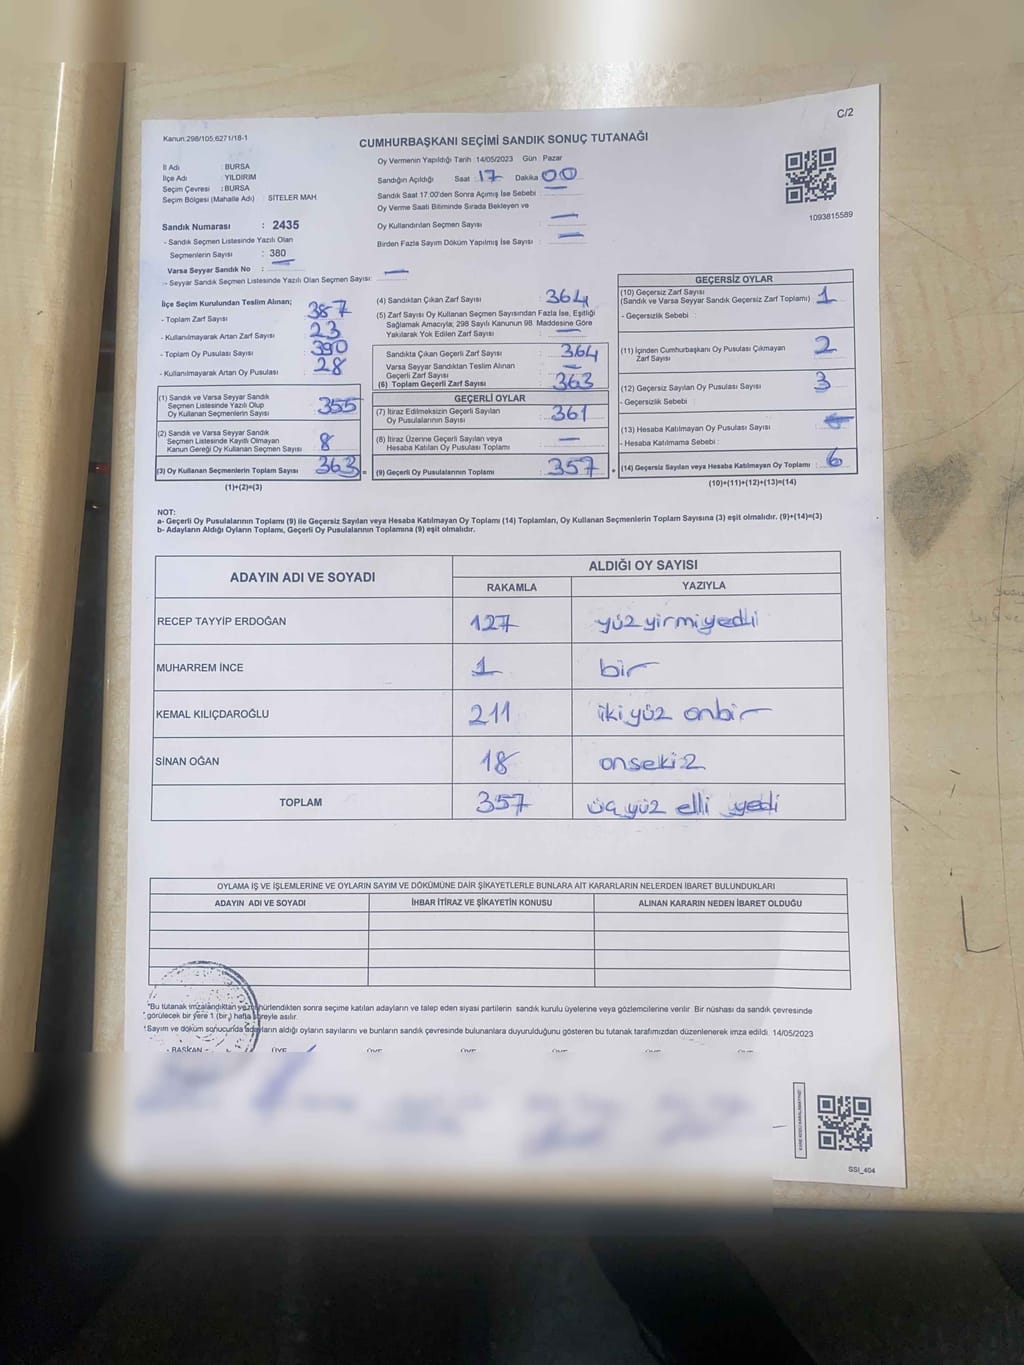 C/2
Kanun:298/105;6271/18-1
CUMHURBAŞKANI SEÇİMİ SANDIK SONUÇ TUTANAĞI
İl Adı : BURSA
İlçe Adı : YILDIRIM
Seçim Çevresi : BURSA
Seçim Bölgesi (Mahalle Adı) SİTELER MAH
Sandık Numarası : 2435
- Sandık Seçmen Listesinde Yazılı Olan
Seçmenlerin Sayısı : 380
Varsa Seyyar Sandık No : —
- Seyyar Sandık Seçmen Listesinde Yazılı Olan Seçmen Sayısı: —
Oy Vermenin Yapıldığı Tarih :14/05/2023 Gün : Pazar
Sandığın Açıldığı Saat : 17 Dakika 00
Sandık Saat 17:00'den Sonra Açımış İse Sebebi : —
Oy Verme Saati Bitiminde Sırada Bekleyen ve
Oy Kullandırılan Seçmen Sayısı : —
Birden Fazla Sayım Döküm Yapılmış İse Sayısı : —
1093815589
İlçe Seçim Kurulundan Teslim Alınan;
- Toplam Zarf Sayısı : 387
- Kullanılmayarak Artan Zarf Sayısı : 23
- Toplam Oy Pusulası Sayısı : 390
- Kullanılmayarak Artan Oy Pusulası : 28
(1) Sandık ve Varsa Seyyar Sandık
Seçmen Listesinde Yazılı Olup
Oy Kullanan Seçmenlerin Sayısı : 355
(2) Sandık ve Varsa Seyyar Sandık
Seçmen Listesinde Kayıtlı Olmayan
Kanun Gereği Oy Kullanan Seçmen Sayısı : 8
(3) Oy Kullanan Seçmenlerin Toplam Sayısı : 363 =
(1)+(2)=(3)
(4) Sandıktan Çıkan Zarf Sayısı : 364
(5) Zarf Sayısı Oy Kullanan Seçmen Sayısından Fazla İse, Eşitliği
Sağlamak Amacıyla; 298 Sayılı Kanunun 98. Maddesine Göre
Yakılarak Yok Edilen Zarf Sayısı : —
Sandıkta Çıkan Geçerli Zarf Sayısı : 364
Varsa Seyyar Sandıktan Teslim Alınan
Geçerli Zarf Sayısı : —
(6) Toplam Geçerli Zarf Sayısı : 363
GEÇERLİ OYLAR
(7) İtiraz Edilmeksizin Geçerli Sayılan
Oy Pusulalarının Sayısı : 361
(8) İtiraz Üzerine Geçerli Sayılan veya
Hesaba Katılan Oy Pusulası Toplamı : —
(9) Geçerli Oy Pusulalarının Toplamı : 357 +
GEÇERSİZ OYLAR
(10) Geçersiz Zarf Sayısı
(Sandık ve Varsa Seyyar Sandık Geçersiz Zarf Toplamı) : 1
- Geçersizlik Sebebi :
(11) İçinden Cumhurbaşkanı Oy Pusulası Çıkmayan
Zarf Sayısı : 2
(12) Geçersiz Sayılan Oy Pusulası Sayısı : 3
- Geçersizlik Sebebi :
(13) Hesaba Katılmayan Oy Pusulası Sayısı :
- Hesaba Katılmama Sebebi :
(14) Geçersiz Sayılan veya Hesaba Katılmayan Oy Toplamı : 6
(10)+(11)+(12)+(13)=(14)
NOT:
a- Geçerli Oy Pusulalarının Toplamı (9) ile Geçersiz Sayılan veya Hesaba Katılmayan Oy Toplamı (14) Toplamları, Oy Kullanan Seçmenlerin Toplam Sayısına (3) eşit olmalıdır. (9)+(14)=(3)
b- Adayların Aldığı Oyların Toplamı, Geçerli Oy Pusulalarının Toplamına (9) eşit olmalıdır.
ADAYIN ADI VE SOYADI
ALDIĞI OY SAYISI
RAKAMLA YAZIYLA
RECEP TAYYİP ERDOĞAN 127 yüz yirmi yedi
MUHARREM İNCE 1 bir
KEMAL KILIÇDAROĞLU 211 iki yüz onbir
SİNAN OĞAN 18 onsekiz
TOPLAM 357 üç yüz elli yedi
OYLAMA İŞ VE İŞLEMLERİNE VE OYLARIN SAYIM VE DÖKÜMÜNE DAİR ŞİKAYETLERLE BUNLARA AİT KARARLARIN NELERDEN İBARET BULUNDUKLARI
ADAYIN ADI VE SOYADI İHBAR İTİRAZ VE ŞİKAYETİN KONUSU ALINAN KARARIN NEDEN İBARET OLDUĞU
*Bu tutanak imzalandıktan ve mühürlendikten sonra seçime katılan adayların ve talep eden siyasi partilerin sandık kurulu üyelerine veya gözlemcilerine verilir. Bir nüshası da sandık çevresinde
görülecek bir yere 1 (bir) hafta süreyle asılır.
*Sayım ve döküm sonucunda adayların aldığı oyların sayılarını ve bunların sandık çevresinde bulunanlara duyurulduğunu gösteren bu tutanak tarafımızdan düzenlenerek imza edildi. 14/05/2023
- BAŞKAN - ÜYE ÜYE ÜYE ÜYE ÜYE ÜYE
SSI_404